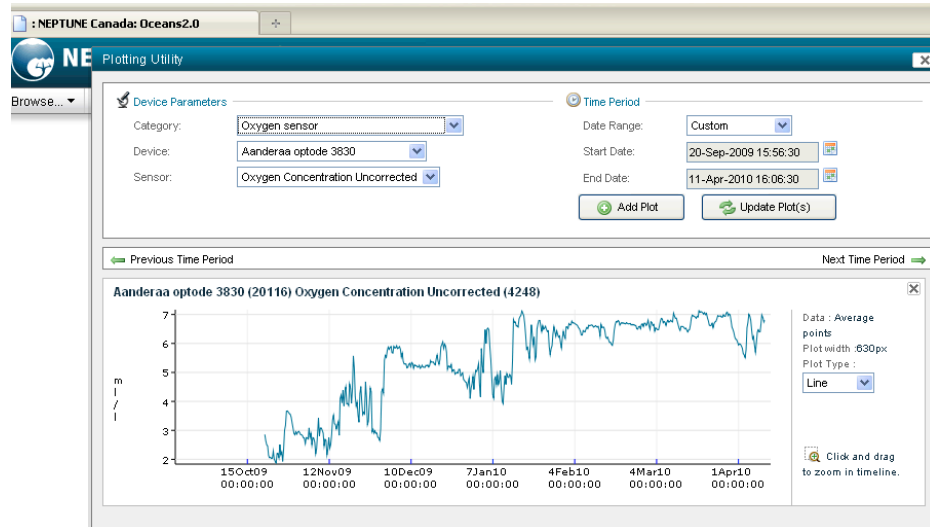 : NEPTUNE Canada: Oceans2.0
NE
Plotting Utility
Browse...
Device Parameters
Time Period
Category: Oxygen sensor
Date Range: Custom
Device: Aanderaa optode 3830
Start Date: 20-Sep-2009 15:56:30
Sensor: Oxygen Concentration Uncorrected
End Date: 11-Apr-2010 16:06:30
Add Plot
Update Plot(s)
Previous Time Period
Next Time Period
Aanderaa optode 3830 (20116) Oxygen Concentration Uncorrected (4248)
7
6
5
4
3
2
m
l
/
l
15Oct09 12Nov09 10Dec09 7Jan10 4Feb10 4Mar10 1Apr10
00:00:00 00:00:00 00:00:00 00:00:00 00:00:00 00:00:00 00:00:00
Data : Average
points
Plot width :630px
Plot Type :
Line
Click and drag
to zoom in timeline.